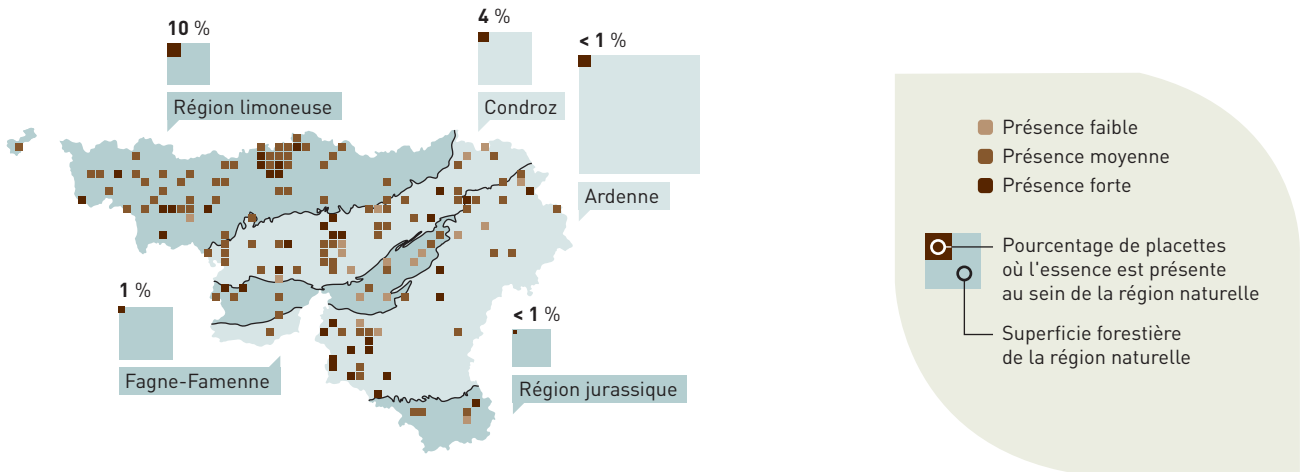 10 %
Région limoneuse
4 %
Condroz
< 1 %
Ardenne
1 %
Fagne-Famenne
< 1 %
Région jurassique
Présence faible
Présence moyenne
Présence forte
Pourcentage de placettes
où l'essence est présente
au sein de la région naturelle
Superficie forestière
de la région naturelle